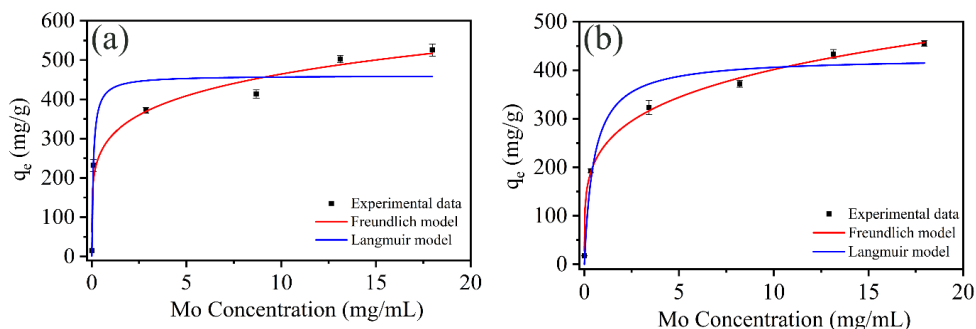 (a)
600
500
400
300
200
100
0
qe (mg/g)
Experimental data
Freundlich model
Langmuir model
0 5 10 15 20
Mo Concentration (mg/mL)
(b)
500
400
300
200
100
0
qe (mg/g)
Experimental data
Freundlich model
Langmuir model
0 5 10 15 20
Mo Concentration (mg/mL)